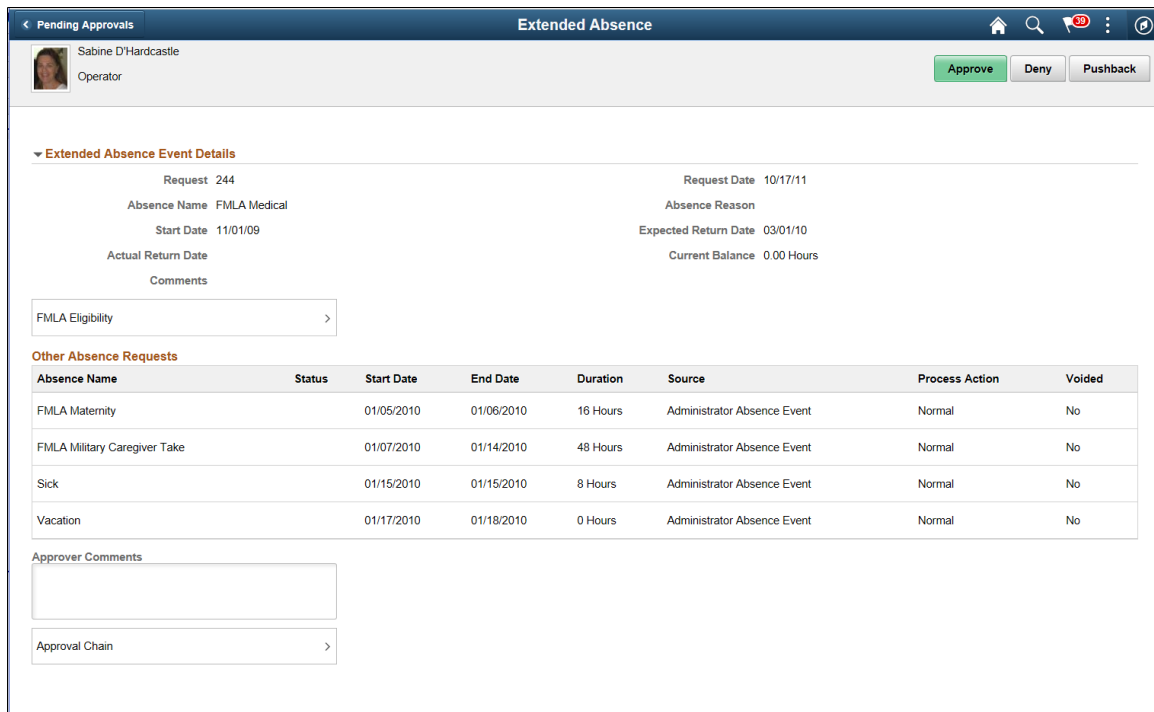 Pending Approvals Extended Absence 39
Sabine D'Hardcastle
Operator
Approve Deny Pushback
Extended Absence Event Details
Request 244 Request Date 10/17/11
Absence Name FMLA Medical Absence Reason
Start Date 11/01/09 Expected Return Date 03/01/10
Actual Return Date Current Balance 0.00 Hours
Comments
FMLA Eligibility
Other Absence Requests
Absence Name Status Start Date End Date Duration Source Process Action Voided
FMLA Maternity 01/05/2010 01/06/2010 16 Hours Administrator Absence Event Normal No
FMLA Military Caregiver Take 01/07/2010 01/14/2010 48 Hours Administrator Absence Event Normal No
Sick 01/15/2010 01/15/2010 8 Hours Administrator Absence Event Normal No
Vacation 01/17/2010 01/18/2010 0 Hours Administrator Absence Event Normal No
Approver Comments
Approval Chain